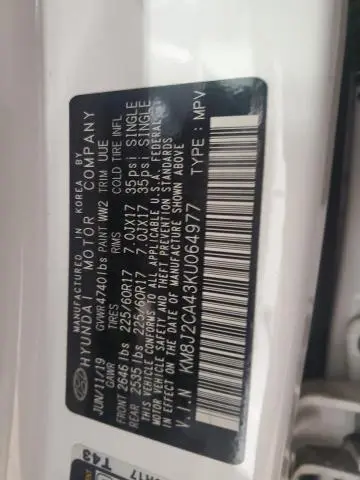 MANUFACTURED IN KOREA BY
HYUNDAI MOTOR COMPANY
GVWR 4740lbs PAINT WW2 TRIM UUE
JUN/11/19
GAWR TIRES RIMS COLD TIRE INFL
FRONT 2646 lbs 225/60R17 7.0JX17 35psi SINGLE
REAR 2535 lbs 225/60R17 7.0JX17 35psi SINGLE
THIS VEHICLE CONFORMS TO ALL APPLICABLE U.S.A. FEDERAL
MOTOR VEHICLE SAFETY AND THEFT PREVENTION STANDARDS
IN EFFECT ON THE DATE OF MANUFACTURE SHOWN ABOVE
V.I.N KM8J2CA43KU064977 TYPE: MPV
T43